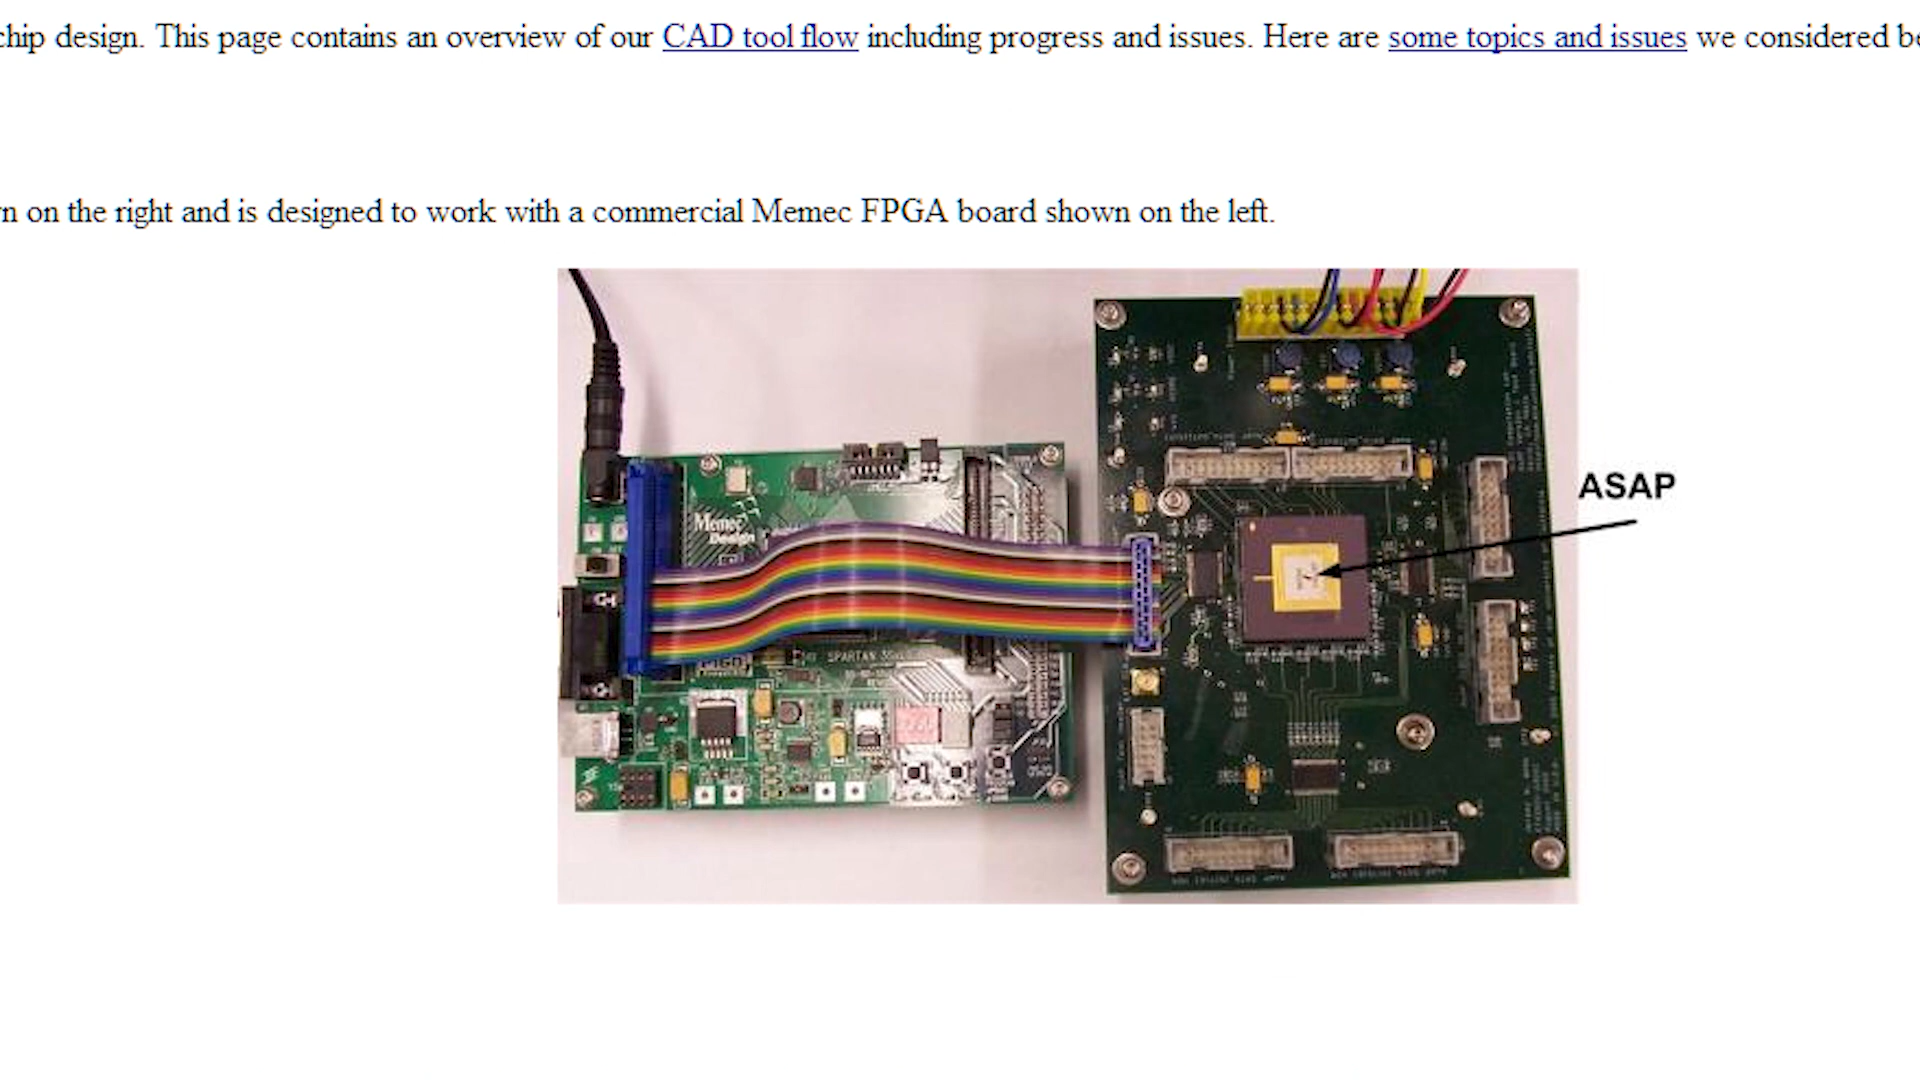 chip design. This page contains an overview of our CAD tool flow including progress and issues. Here are some topics and issues we considered be
n on the right and is designed to work with a commercial Memec FPGA board shown on the left.
ASAP
Memec
Design
SPARTAN